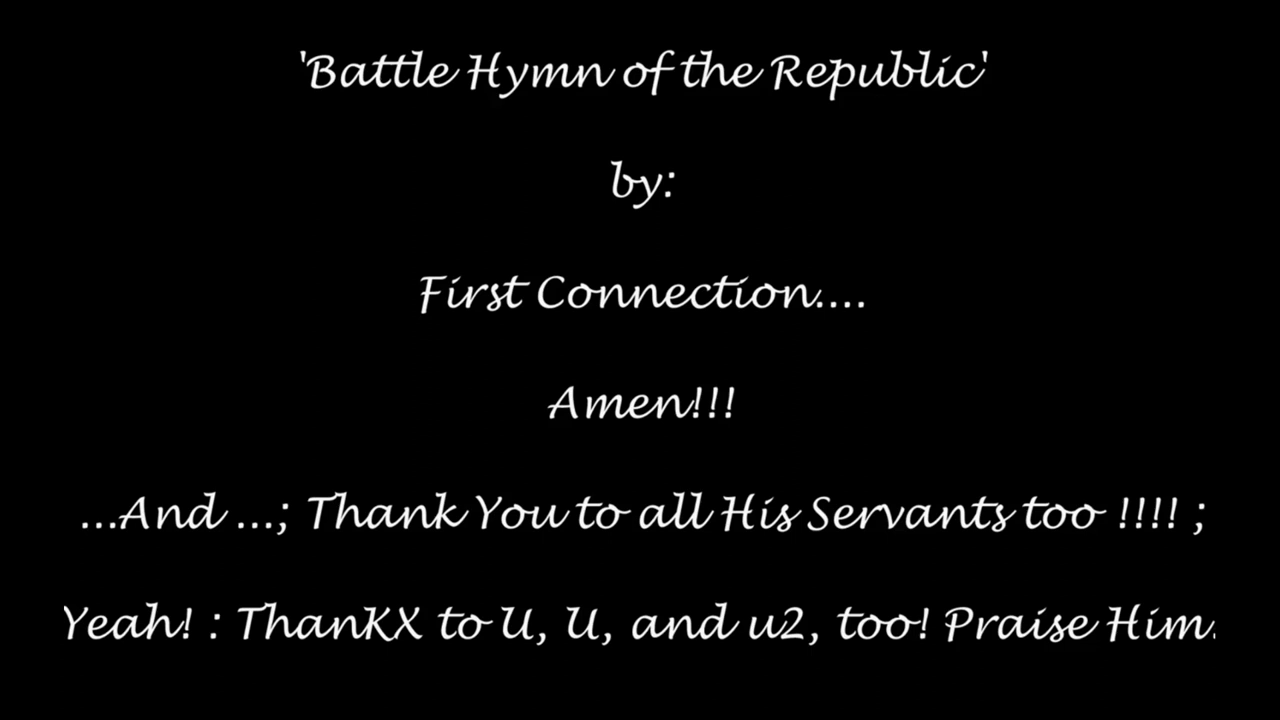 'Battle Hymn of the Republic'
by:
First Connection....
Amen!!!
...And ...; Thank You to all His Servants too !!!! ;
Yeah! : ThanKX to U, U, and u2, too! Praise Him.